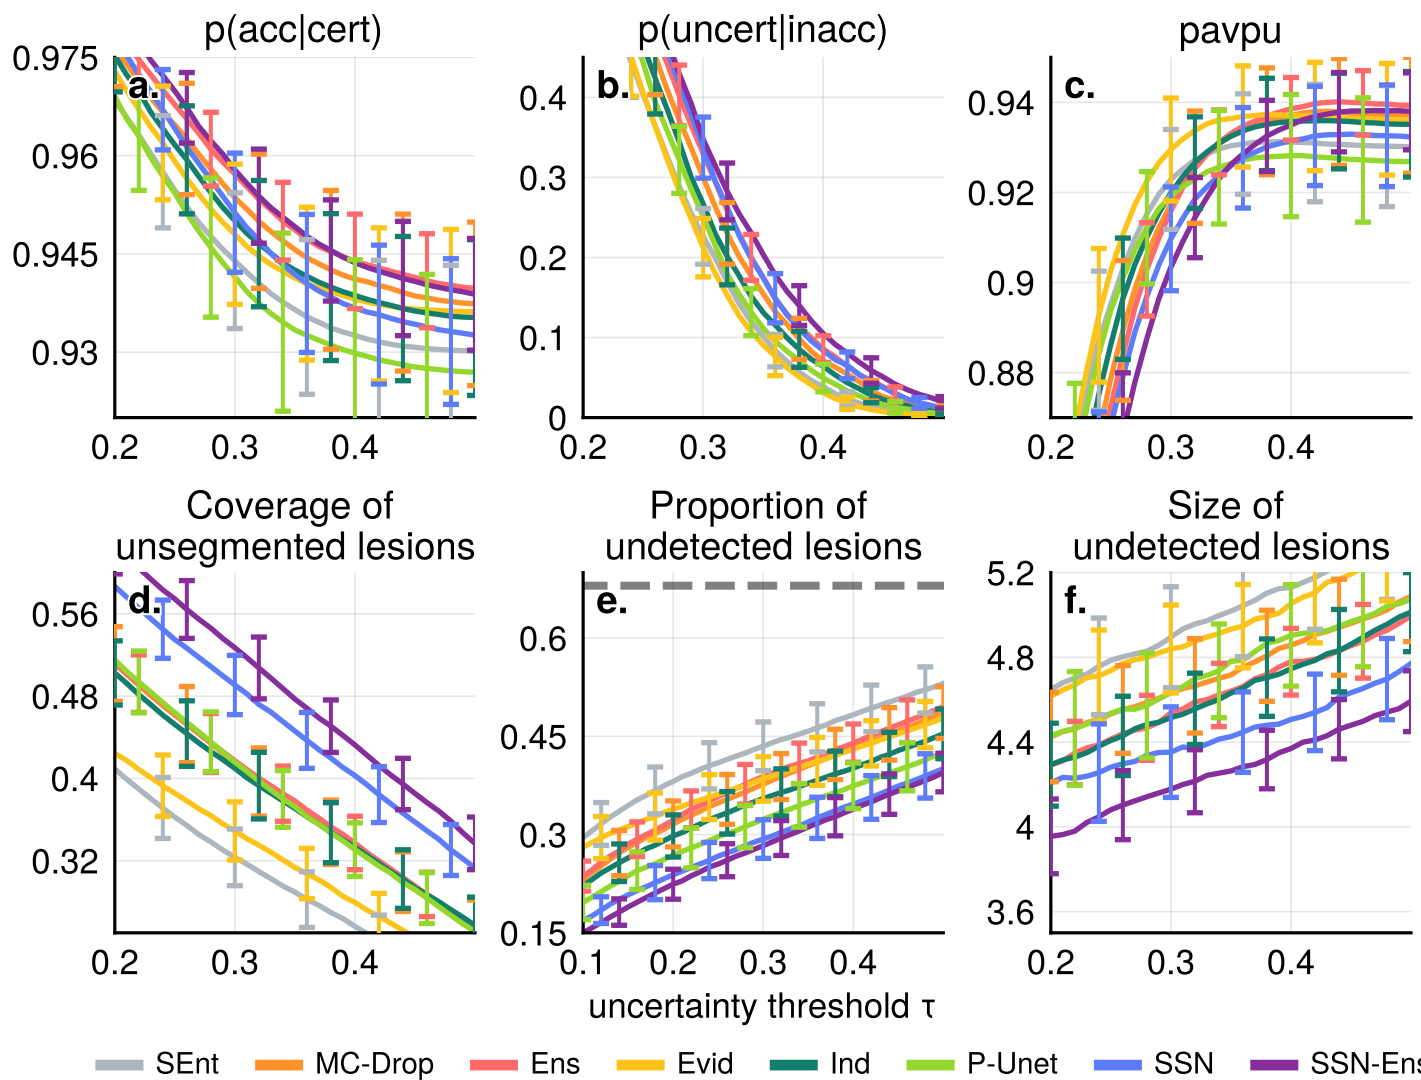 p(acc|cert)
p(uncert|inacc)
pavpu
a.
0.975
0.96
0.945
0.93
0.2
0.3
0.4
b.
0.4
0.3
0.2
0.1
0
0.2
0.3
0.4
c.
0.94
0.92
0.9
0.88
0.2
0.3
0.4
Coverage of
unsegmented lesions
Proportion of
undetected lesions
Size of
undetected lesions
d.
0.56
0.48
0.4
0.32
0.2
0.3
0.4
e.
0.6
0.45
0.3
0.15
0.1
0.2
0.3
0.4
f.
5.2
4.8
4.4
4
3.6
0.2
0.3
0.4
uncertainty threshold τ
SEnt
MC-Drop
Ens
Evid
Ind
P-Unet
SSN
SSN-Ens